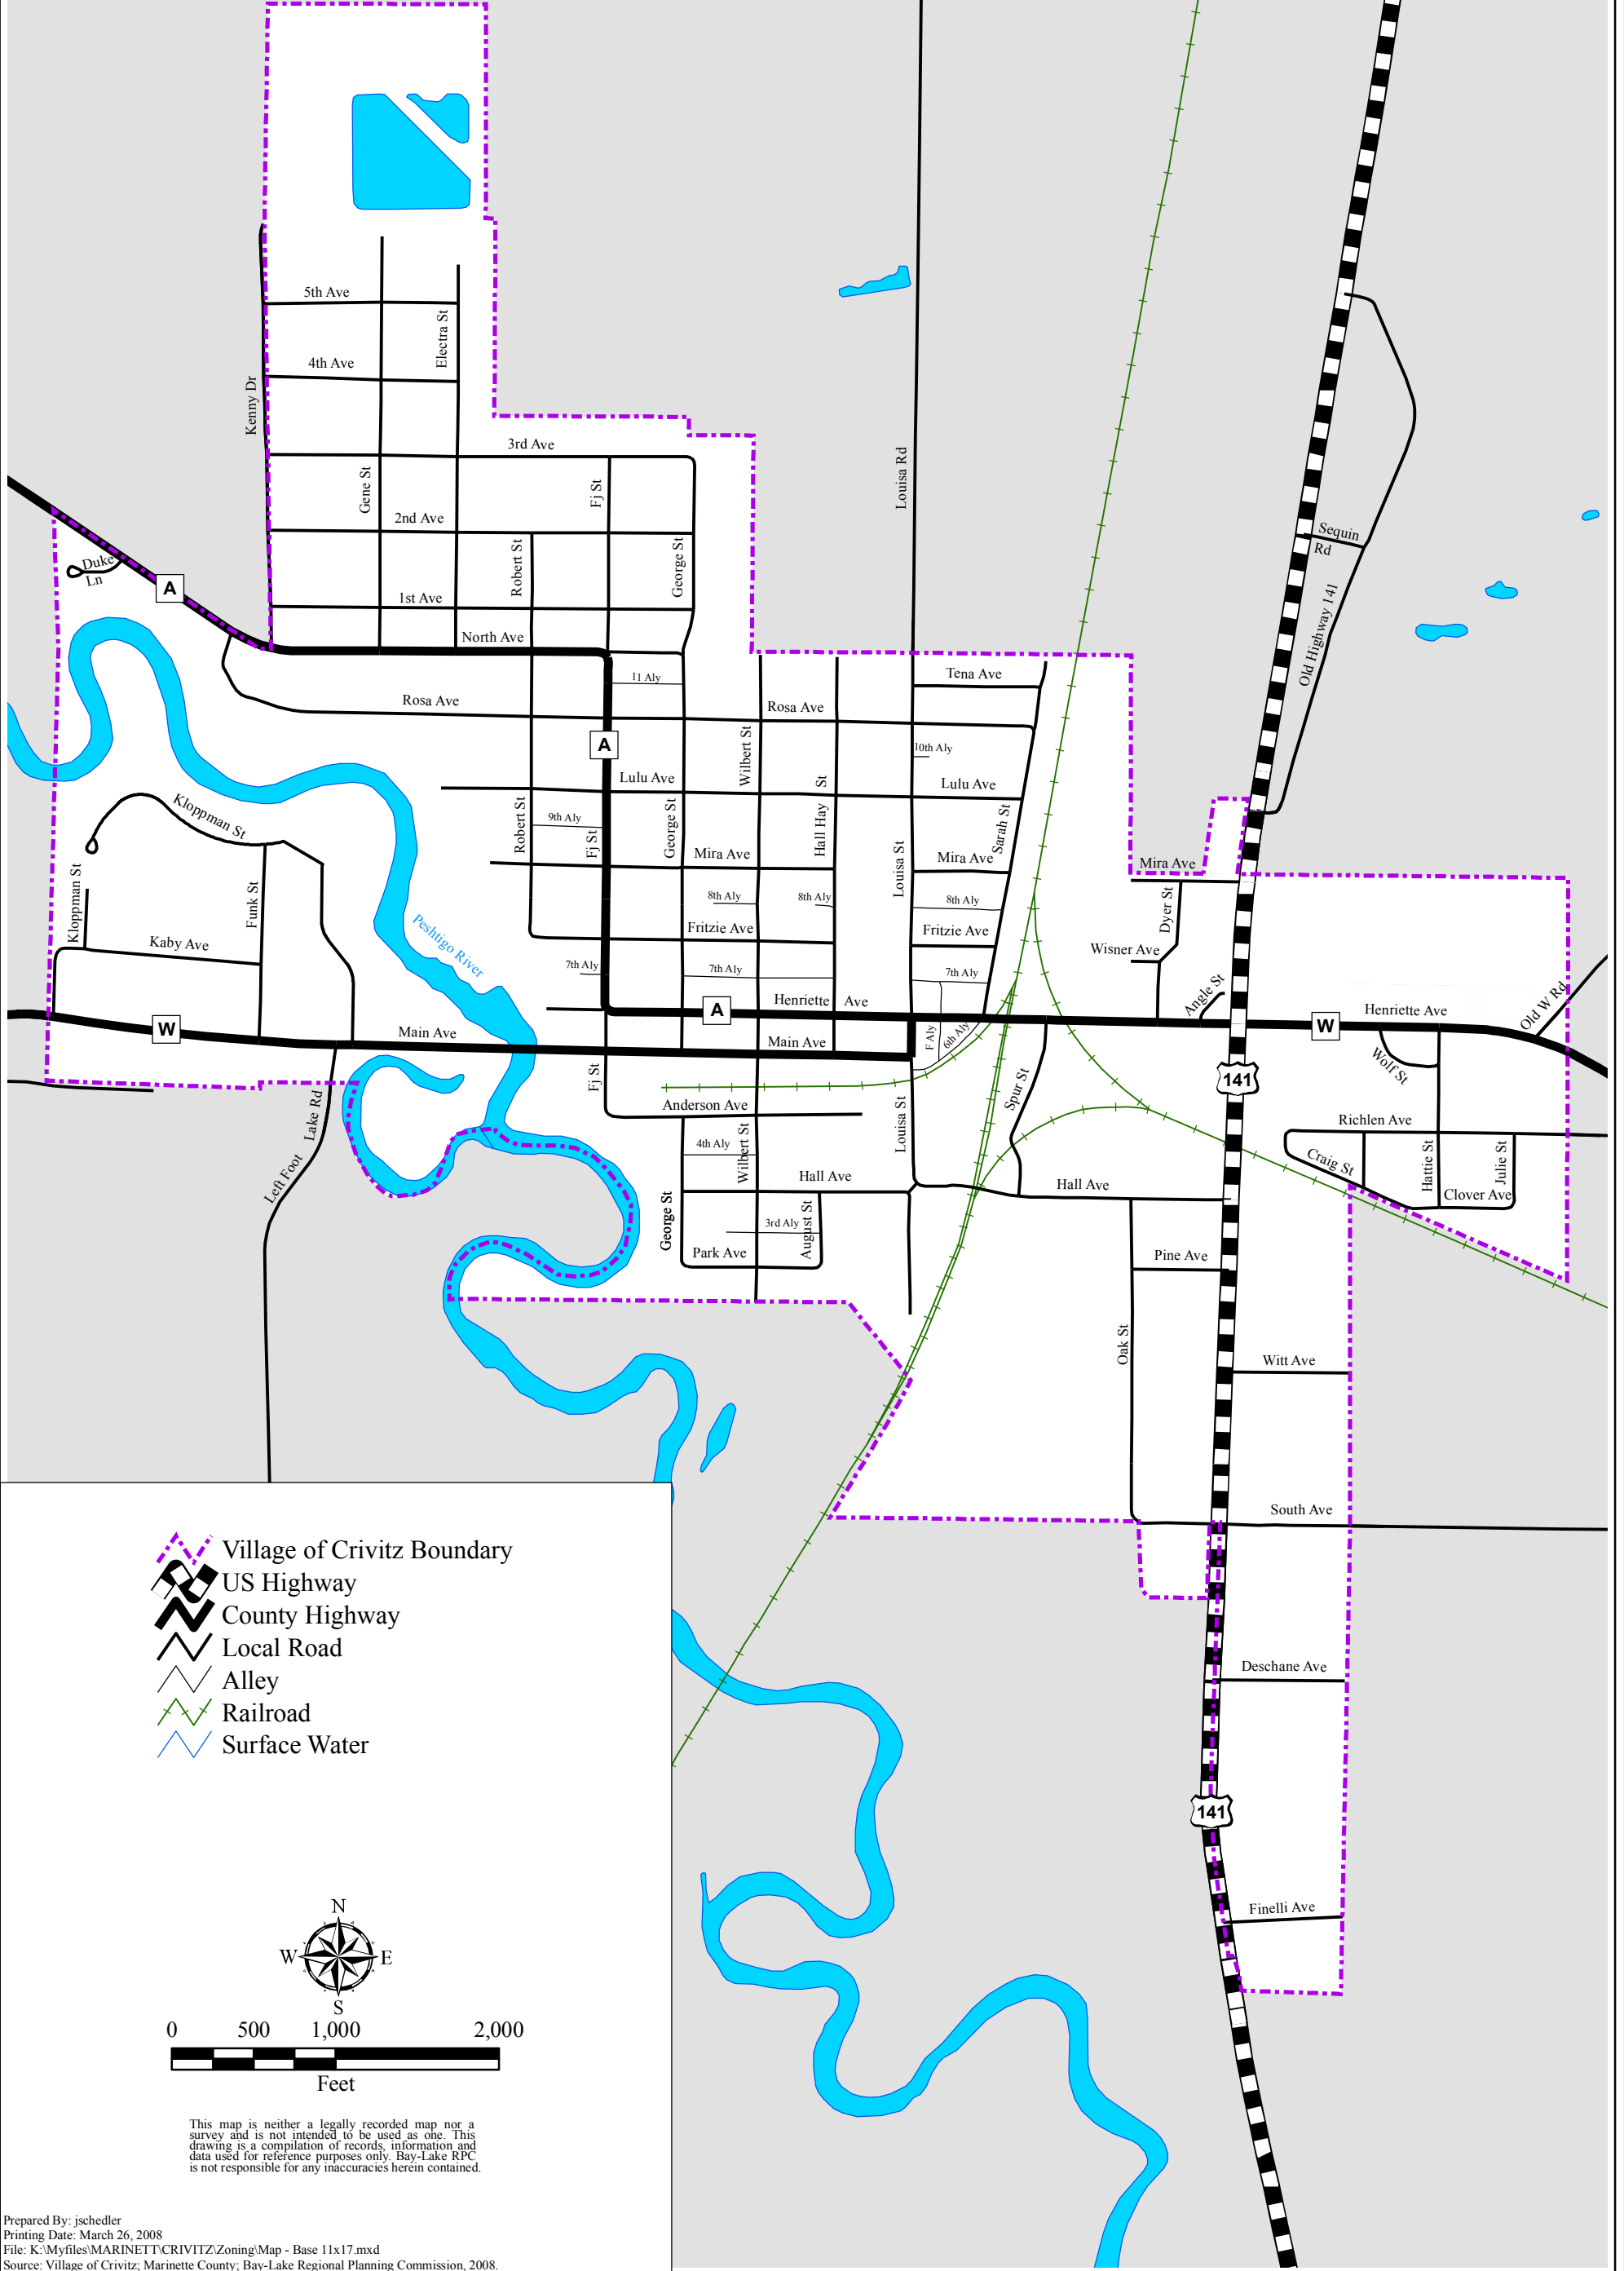 5th Ave
Electra St
4th Ave
Kenny Dr
3rd Ave
Louisa Rd
Gene St
Fj St
2nd Ave
Sequin
Rd
Robert St
George St
Duke
Ln
A
1st Ave
Old Highway 141
North Ave
11 Aly
Tena Ave
Rosa Ave
Rosa Ave
A
Wilbert St
10th Aly
Lulu Ave
Hall Hay St
Lulu Ave
Kloppman St
Robert St
9th Aly
Fj St
George St
Sarah St
Mira Ave
Louisa St
Mira Ave
Mira Ave
Kloppman St
Funk St
8th Aly
8th Aly
8th Aly
Dyer St
Peshtigo River
Fritzie Ave
Fritzie Ave
Kaby Ave
Wisner Ave
7th Aly
7th Aly
7th Aly
Angle St
Henriette Ave
A
Henriette Ave
Old W Rd
W
Main Ave
Main Ave
F Aly
6th Aly
W
Wolf St
141
Fj St
Spur St
Lake Rd
Anderson Ave
Louisa St
Richlen Ave
4th Aly
Wilbert St
Craig St
Hattie St
Julie St
Left Foot
Hall Ave
Hall Ave
Clover Ave
George St
3rd Aly
August St
Park Ave
Pine Ave
Oak St
Witt Ave
South Ave
Village of Crivitz Boundary
US Highway
County Highway
Local Road
Alley
Railroad
Surface Water
Deschane Ave
141
Finelli Ave
N
W
E
S
0 500 1,000 2,000
Feet
This map is neither a legally recorded map nor a
survey and is not intended to be used as one. This
drawing is a compilation of records, information and
data used for reference purposes only. Bay-Lake RPC
is not responsible for any inaccuracies herein contained.
Prepared By: jschedler
Printing Date: March 26, 2008
File: K:\Myfiles\MARINETT\CRIVITZ\Zoning\Map - Base 11x17.mxd
Source: Village of Crivitz; Marinette County; Bay-Lake Regional Planning Commission, 2008.